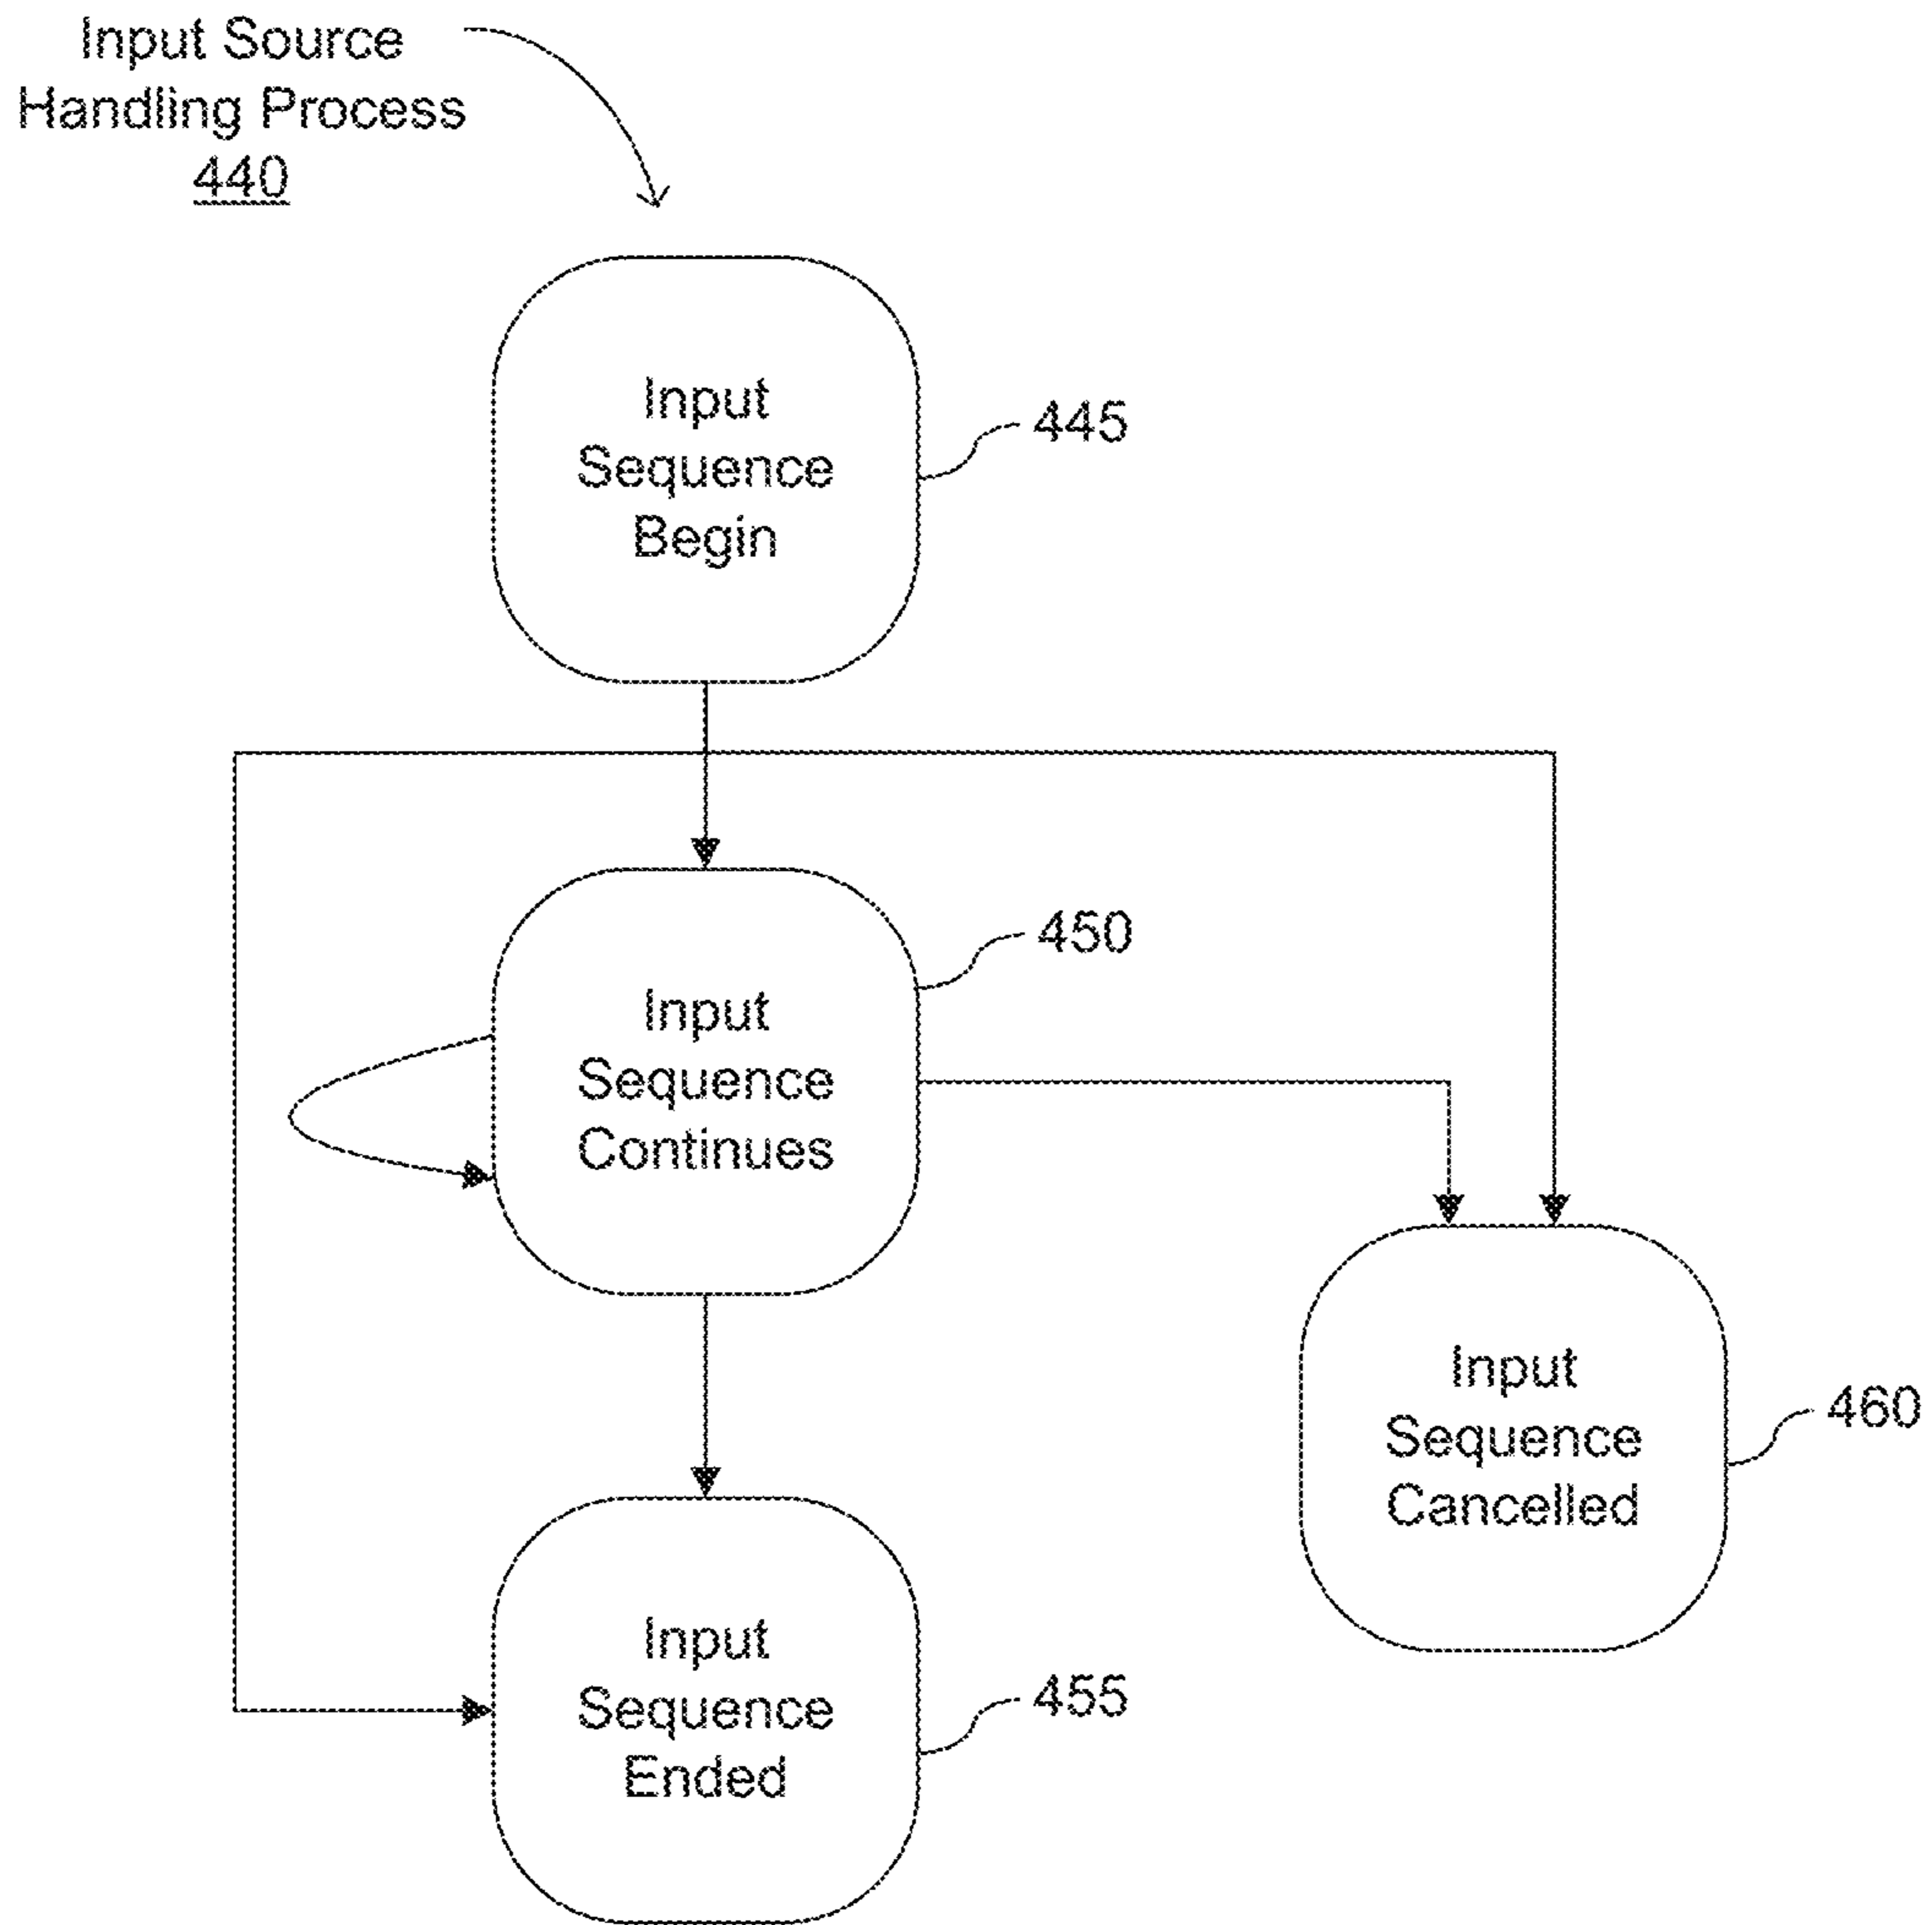 Input Source
Handling Process
440
Input
Sequence
Begin
445
Input
Sequence
Continues
450
Input
Sequence
Cancelled
460
Input
Sequence
Ended
455